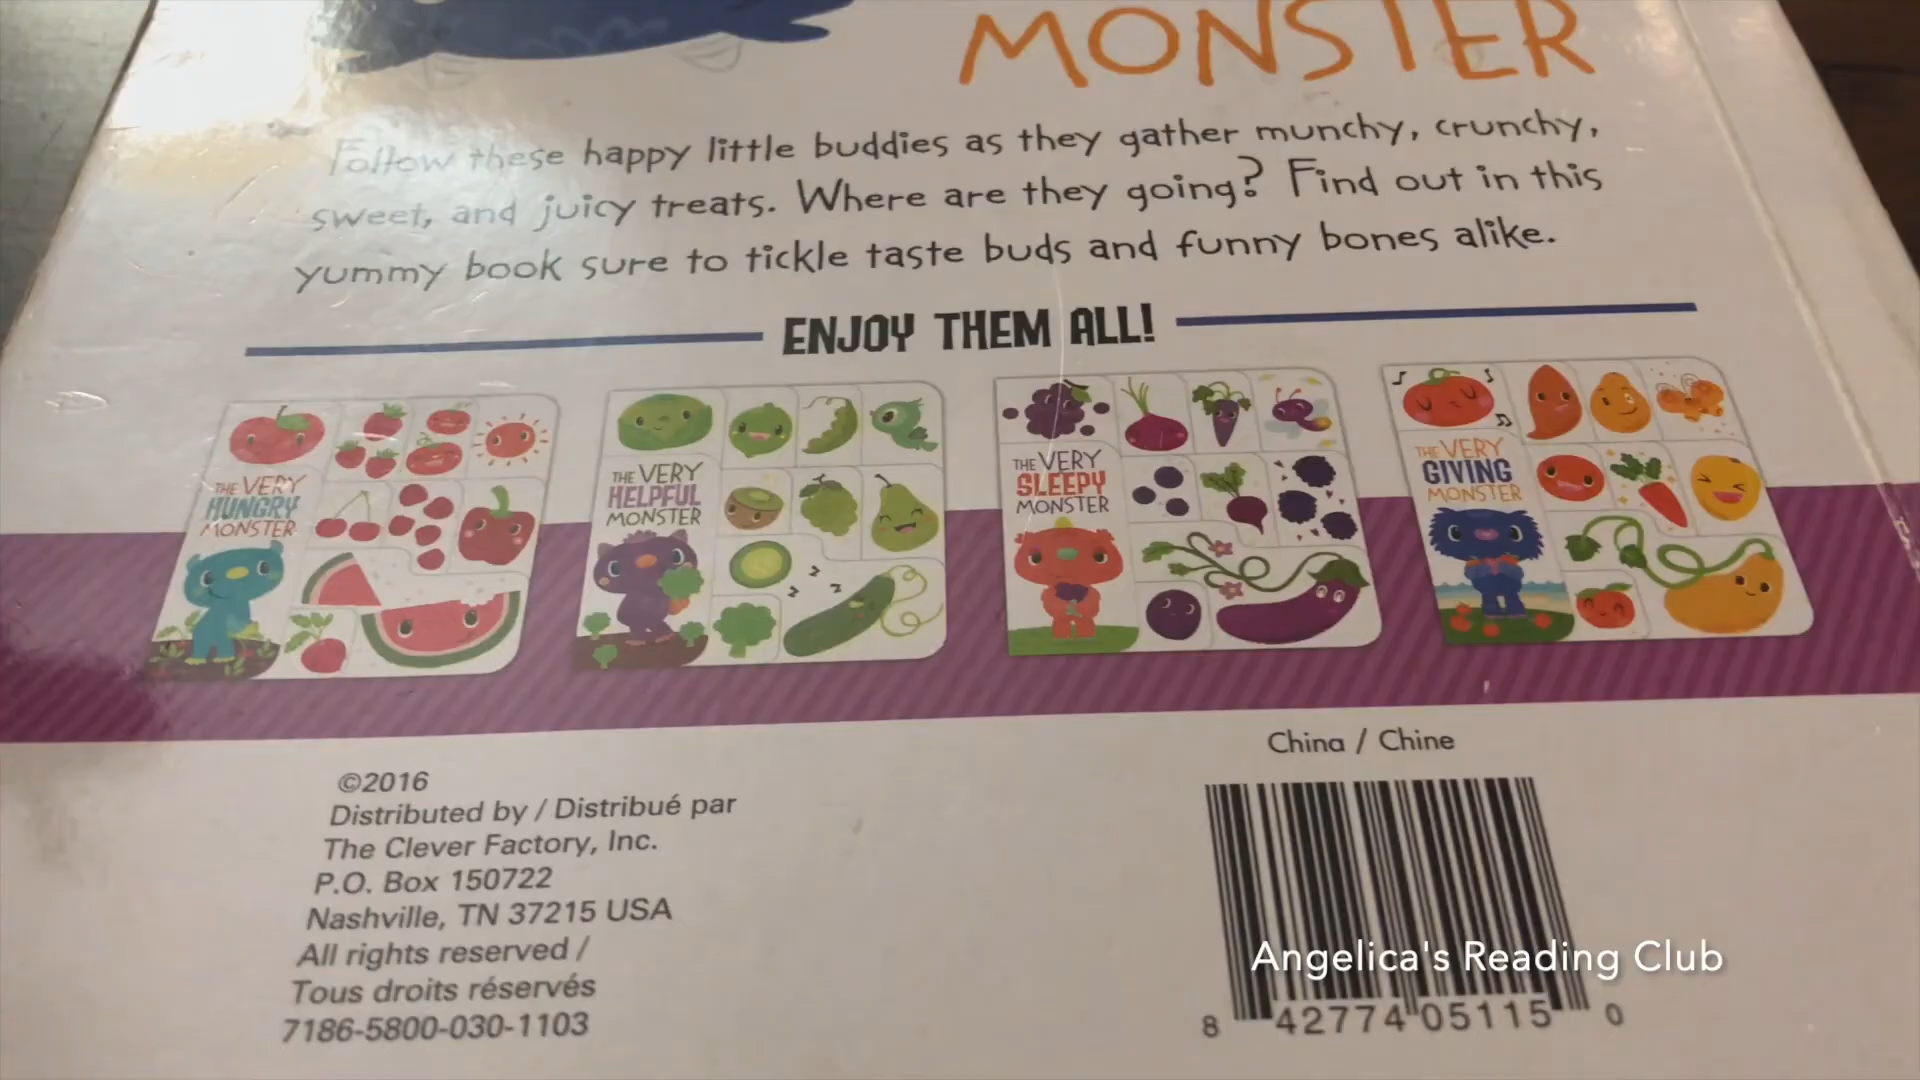 MONSTER
Follow these happy little buddies as they gather munchy, crunchy,
sweet, and juicy treats. Where are they going? Find out in this
yummy book sure to tickle taste buds and funny bones alike.
ENJOY THEM ALL!
THE VERY
HUNGRY
MONSTER
THE VERY
HELPFUL
MONSTER
THE VERY
SLEEPY
MONSTER
THE VERY
GIVING
MONSTER
z
z
z
China / Chine
©2016
Distributed by / Distribué par
The Clever Factory, Inc.
P.O. Box 150722
Nashville, TN 37215 USA
All rights reserved /
Tous droits réservés
7186-5800-030-1103
Angelica's Reading Club
8 42774 05115 0